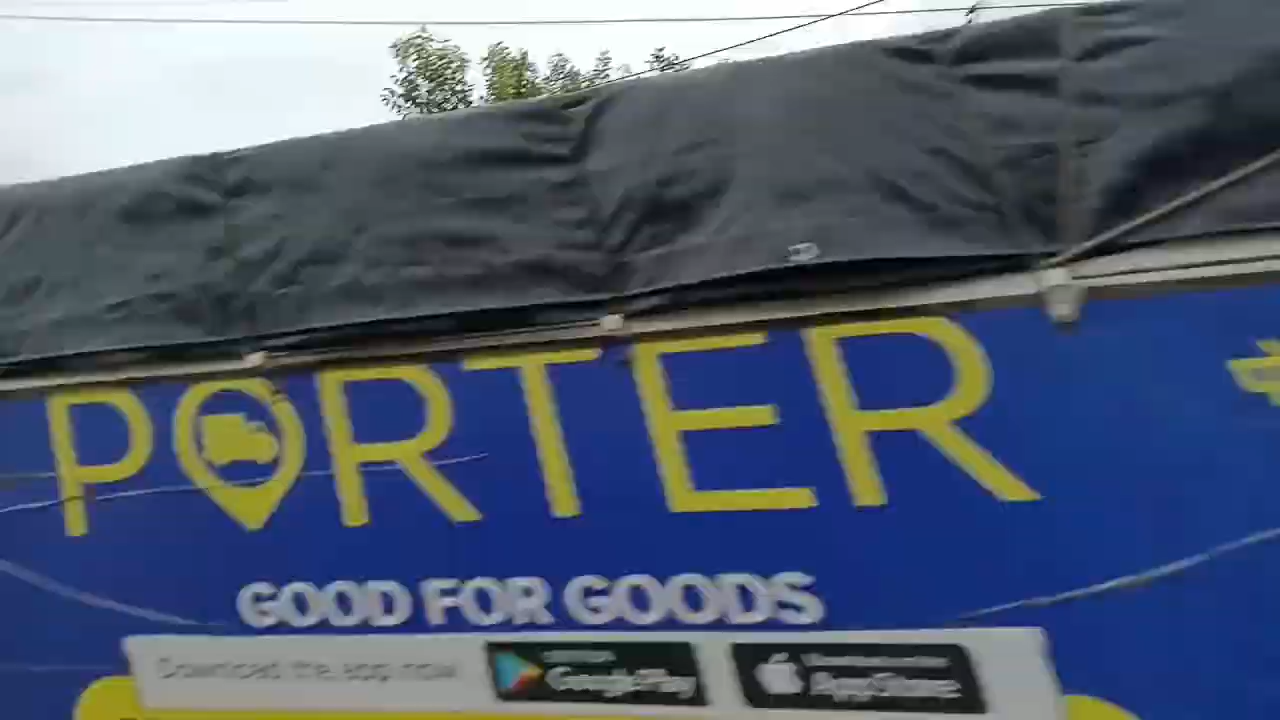 PORTER
GOOD FOR GOODS
Download the app now
Google Play
App Store